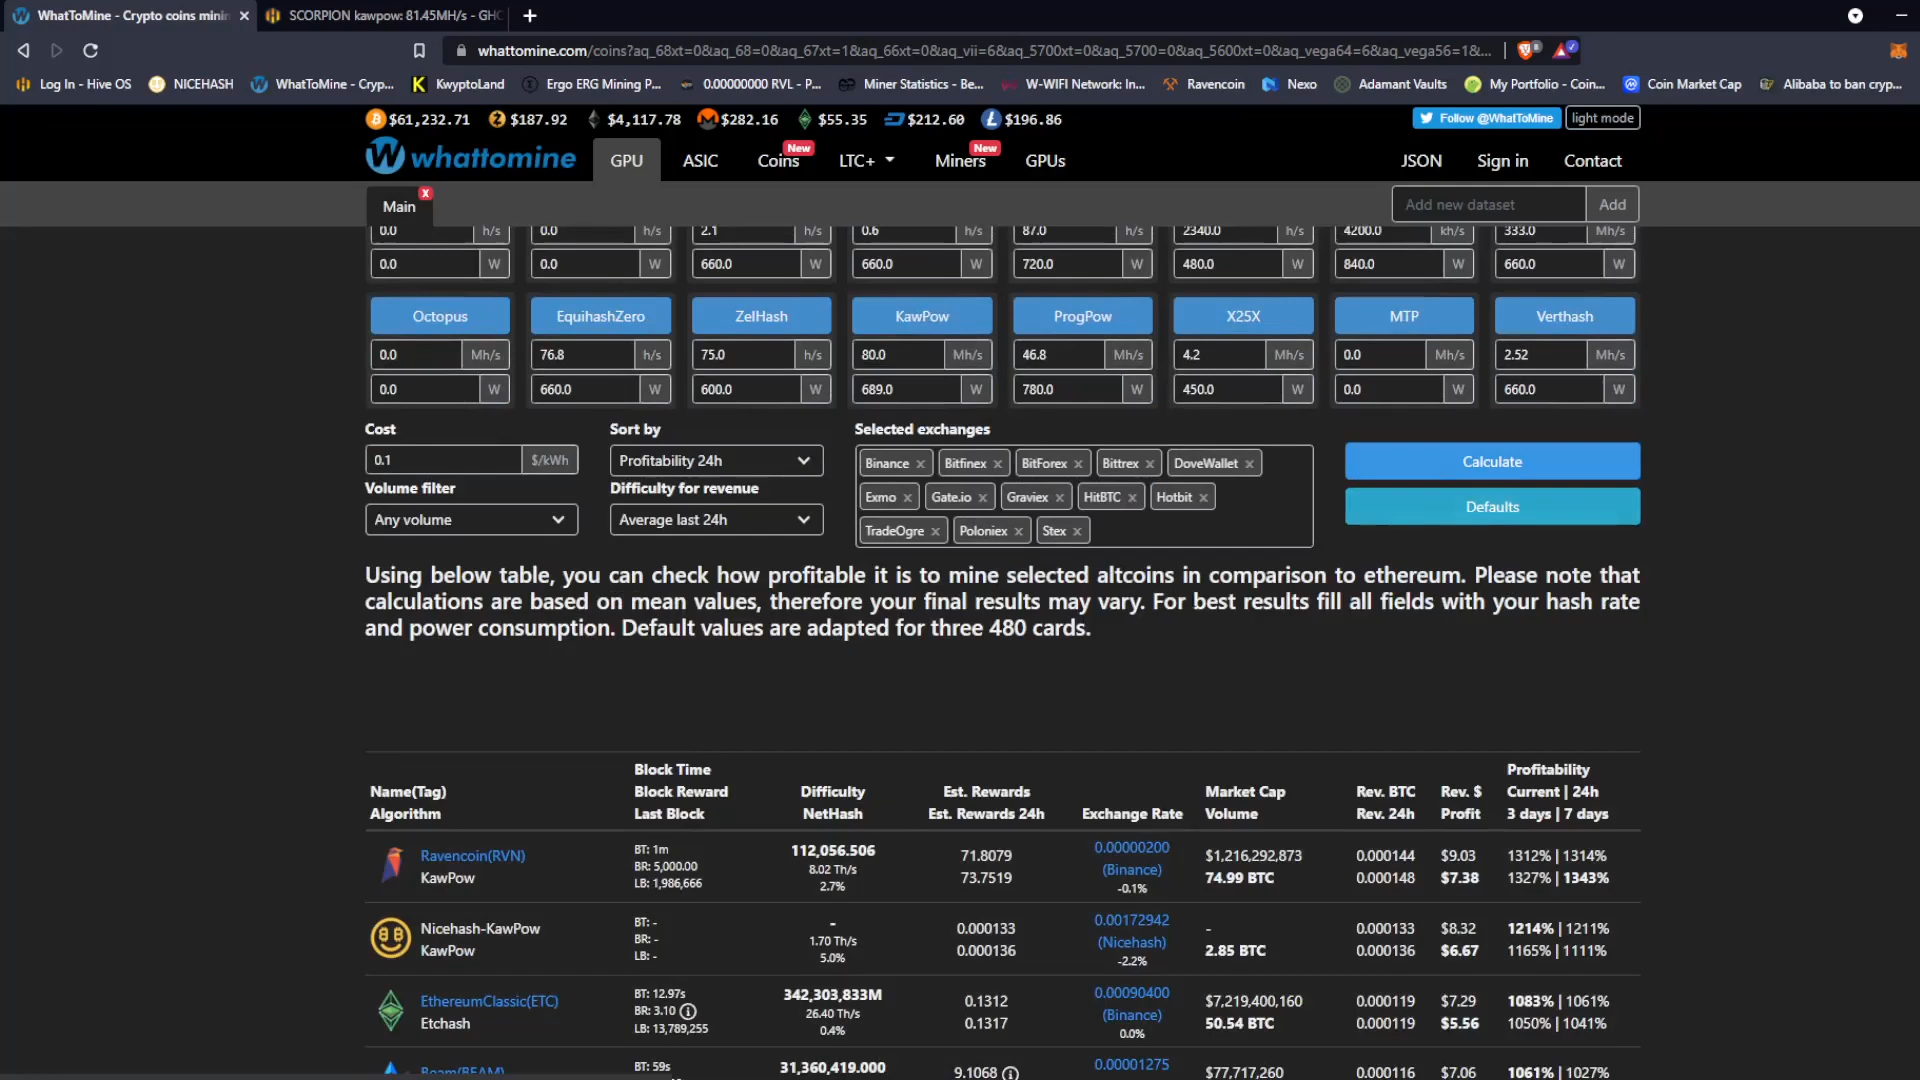 WhatToMine - Crypto coins minin
SCORPION kawpow: 81.45MH/s - GHO
whattomine.com/coins?aq_68xt=0&aq_68=0&aq_67xt=1&aq_66xt=0&aq_vii=6&aq_5700xt=0&aq_5700=0&aq_5600xt=0&aq_vega64=6&aq_vega56=1&...
Log In - Hive OS NICEHASH WhatToMine - Cryp... KwyptoLand Ergo ERG Mining P... 0.00000000 RVL - P... Miner Statistics - Be... W-WIFI Network: In... Ravencoin Nexo Adamant Vaults My Portfolio - Coin... Coin Market Cap Alibaba to ban cryp...
$61,232.71 $187.92 $4,117.78 $282.16 $55.35 $212.60 $196.86 Follow @WhatToMine light mode
whattomine GPU ASIC Coins New LTC+ Miners New GPUs JSON Sign in Contact
Main x Add new dataset Add
0.0 h/s 0.0 h/s 2.1 h/s 0.6 h/s 87.0 h/s 2340.0 h/s 4200.0 kh/s 333.0 Mh/s
0.0 W 0.0 W 660.0 W 660.0 W 720.0 W 480.0 W 840.0 W 660.0 W
Octopus EquihashZero ZelHash KawPow ProgPow X25X MTP Verthash
0.0 Mh/s 76.8 h/s 75.0 h/s 80.0 Mh/s 46.8 Mh/s 4.2 Mh/s 0.0 Mh/s 2.52 Mh/s
0.0 W 660.0 W 600.0 W 689.0 W 780.0 W 450.0 W 0.0 W 660.0 W
Cost Sort by Selected exchanges
0.1 $/kWh Profitability 24h Binance × Bitfinex × BitForex × Bittrex × DoveWallet × Calculate
Volume filter Difficulty for revenue Exmo × Gate.io × Graviex × HitBTC × Hotbit × Defaults
Any volume Average last 24h TradeOgre × Poloniex × Stex ×
Using below table, you can check how profitable it is to mine selected altcoins in comparison to ethereum. Please note that
calculations are based on mean values, therefore your final results may vary. For best results fill all fields with your hash rate
and power consumption. Default values are adapted for three 480 cards.
Block Time Profitability
Name(Tag) Block Reward Difficulty Est. Rewards Market Cap Rev. BTC Rev. $ Current | 24h
Algorithm Last Block NetHash Est. Rewards 24h Exchange Rate Volume Rev. 24h Profit 3 days | 7 days
Ravencoin(RVN) BT: 1m 112,056.506 71.8079 0.00000200 $1,216,292,873 0.000144 $9.03 1312% | 1314%
KawPow BR: 5,000.00 8.02 Th/s 73.7519 (Binance) 74.99 BTC 0.000148 $7.38 1327% | 1343%
LB: 1,986,666 2.7% -0.1%
Nicehash-KawPow BT: - - 0.000133 0.00172942 - 0.000133 $8.32 1214% | 1211%
KawPow BR: - 1.70 Th/s 0.000136 (Nicehash) 2.85 BTC 0.000136 $6.67 1165% | 1111%
LB: - 5.0% -2.2%
EthereumClassic(ETC) BT: 12.97s 342,303,833M 0.1312 0.00090400 $7,219,400,160 0.000119 $7.29 1083% | 1061%
Etchash BR: 3.10 26.40 Th/s 0.1317 (Binance) 50.54 BTC 0.000119 $5.56 1050% | 1041%
LB: 13,789,255 0.4% 0.0%
Beam(BEAM) BT: 59s 31,360,419.000 9.1068 0.00001275 $77,717,260 0.000116 $7.06 1061% | 1027%